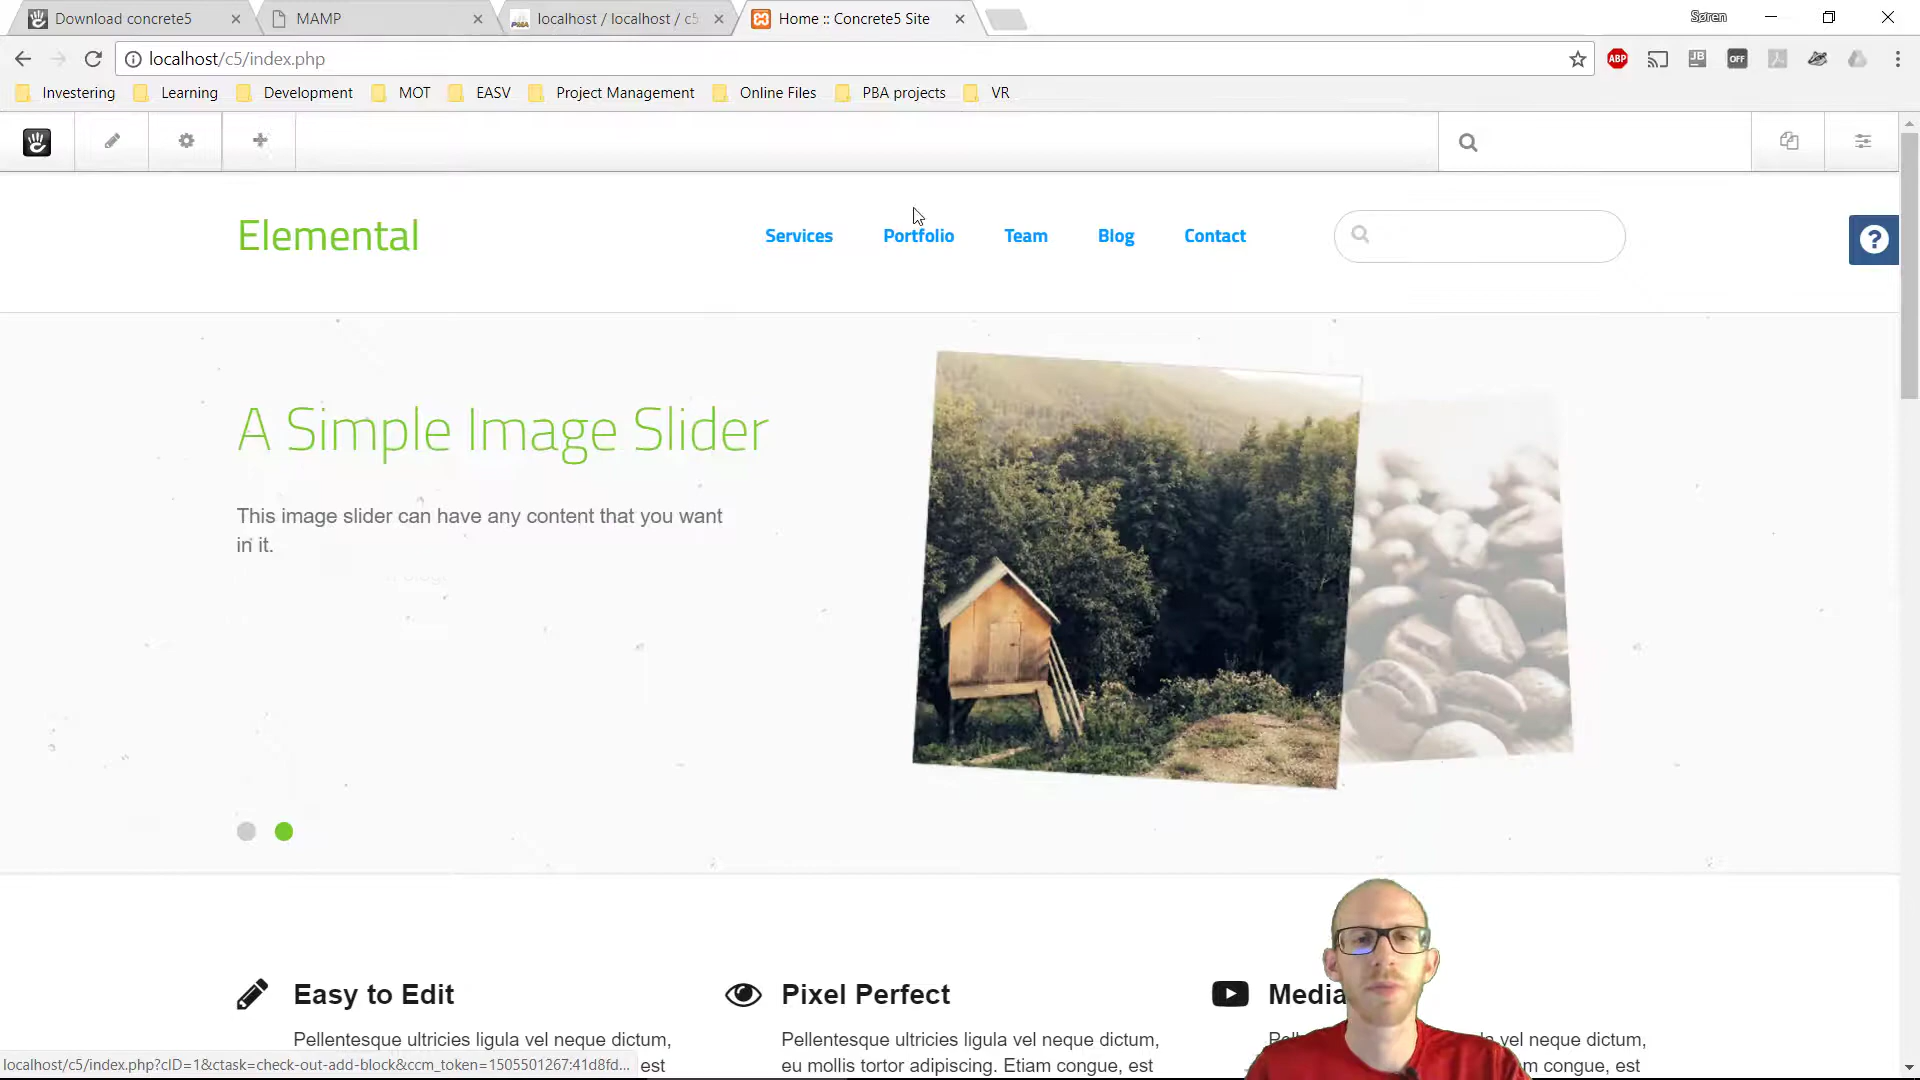 Download concrete5
MAMP
localhost / localhost / c5
Home :: Concrete5 Site
Søren
localhost/c5/index.php
ABP
JB
OFF
Investering
Learning
Development
MOT
EASV
Project Management
Online Files
PBA projects
VR
Elemental
Services
Portfolio
Team
Blog
Contact
A Simple Image Slider
This image slider can have any content that you want
in it.
Easy to Edit
Pixel Perfect
Media
Pellentesque ultricies ligula vel neque dictum,
est
Pellentesque ultricies ligula vel neque dictum,
eu mollis tortor adipiscing. Etiam congue, est
vel neque dictum,
m congue, est
localhost/c5/index.php?cID=1&ctask=check-out-add-block&ccm_token=1505501267:41d8fd...